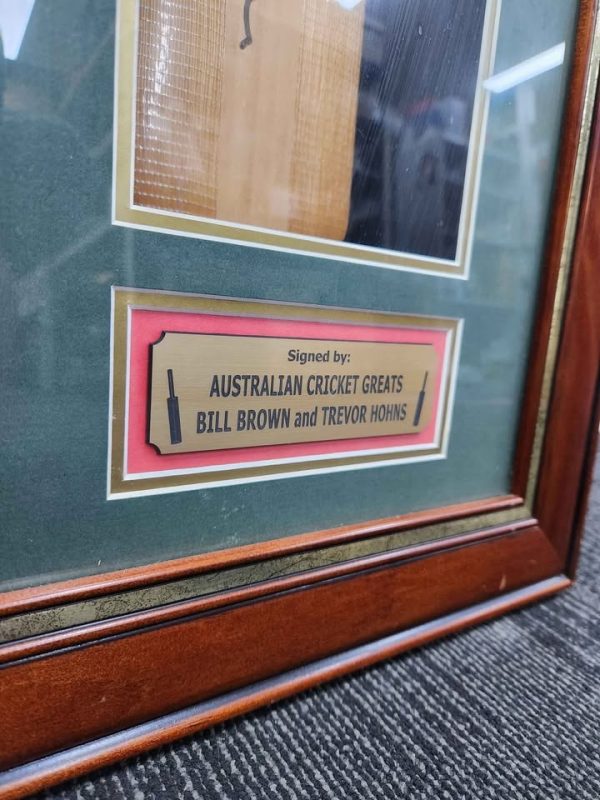 Signed by:
AUSTRALIAN CRICKET GREATS
BILL BROWN and TREVOR HOHNS